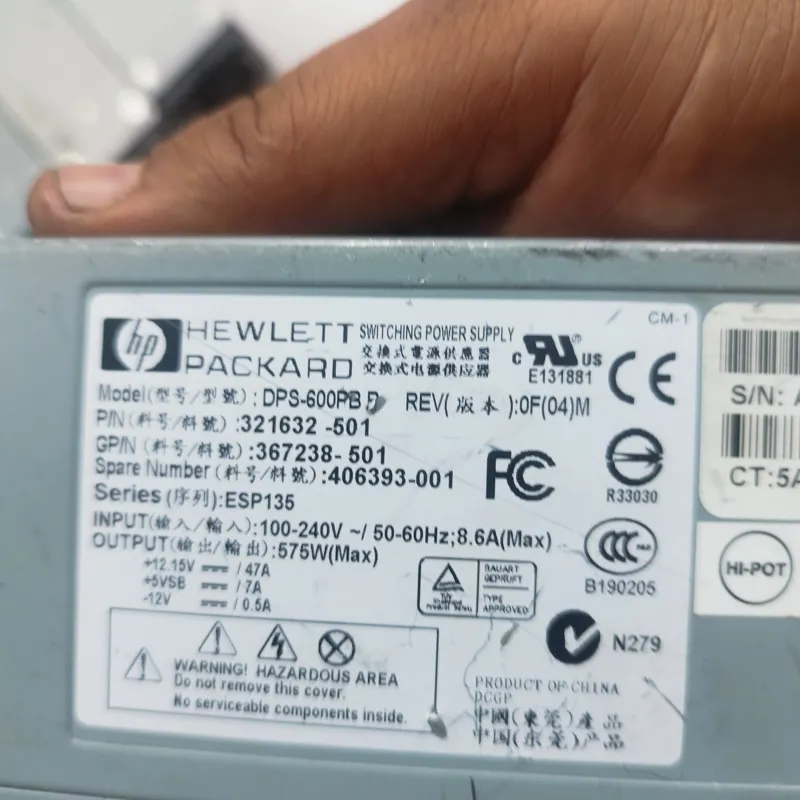 CM-1
hp HEWLETT PACKARD
SWITCHING POWER SUPPLY
交換式電源供應器
交换式电源供应器
c RU US
E131881
CE
Model(型号/型號): DPS-600PB
REV(版本):0F(04)M
P/N(料号/料號):321632-501
GP/N(料号/料號):367238-501
Spare Number(料号/料號):406393-001
FC
R33030
Series(序列):ESP135
INPUT(输入/輸入):100-240V ~/ 50-60Hz;8.6A(Max)
OUTPUT(输出/輸出):575W(Max)
+12.15V / 47A
+5VSB / 7A
-12V / 0.5A
CCC
B190205
TUV
BAUART GEPRUFT
TYPE APPROVED
N279
WARNING! HAZARDOUS AREA
Do not remove this cover.
No serviceable components inside.
PRODUCT OF CHINA
DCGP
中國(東莞)產品
中国(东莞)产品
S/N: A
CT:5A
HI-POT